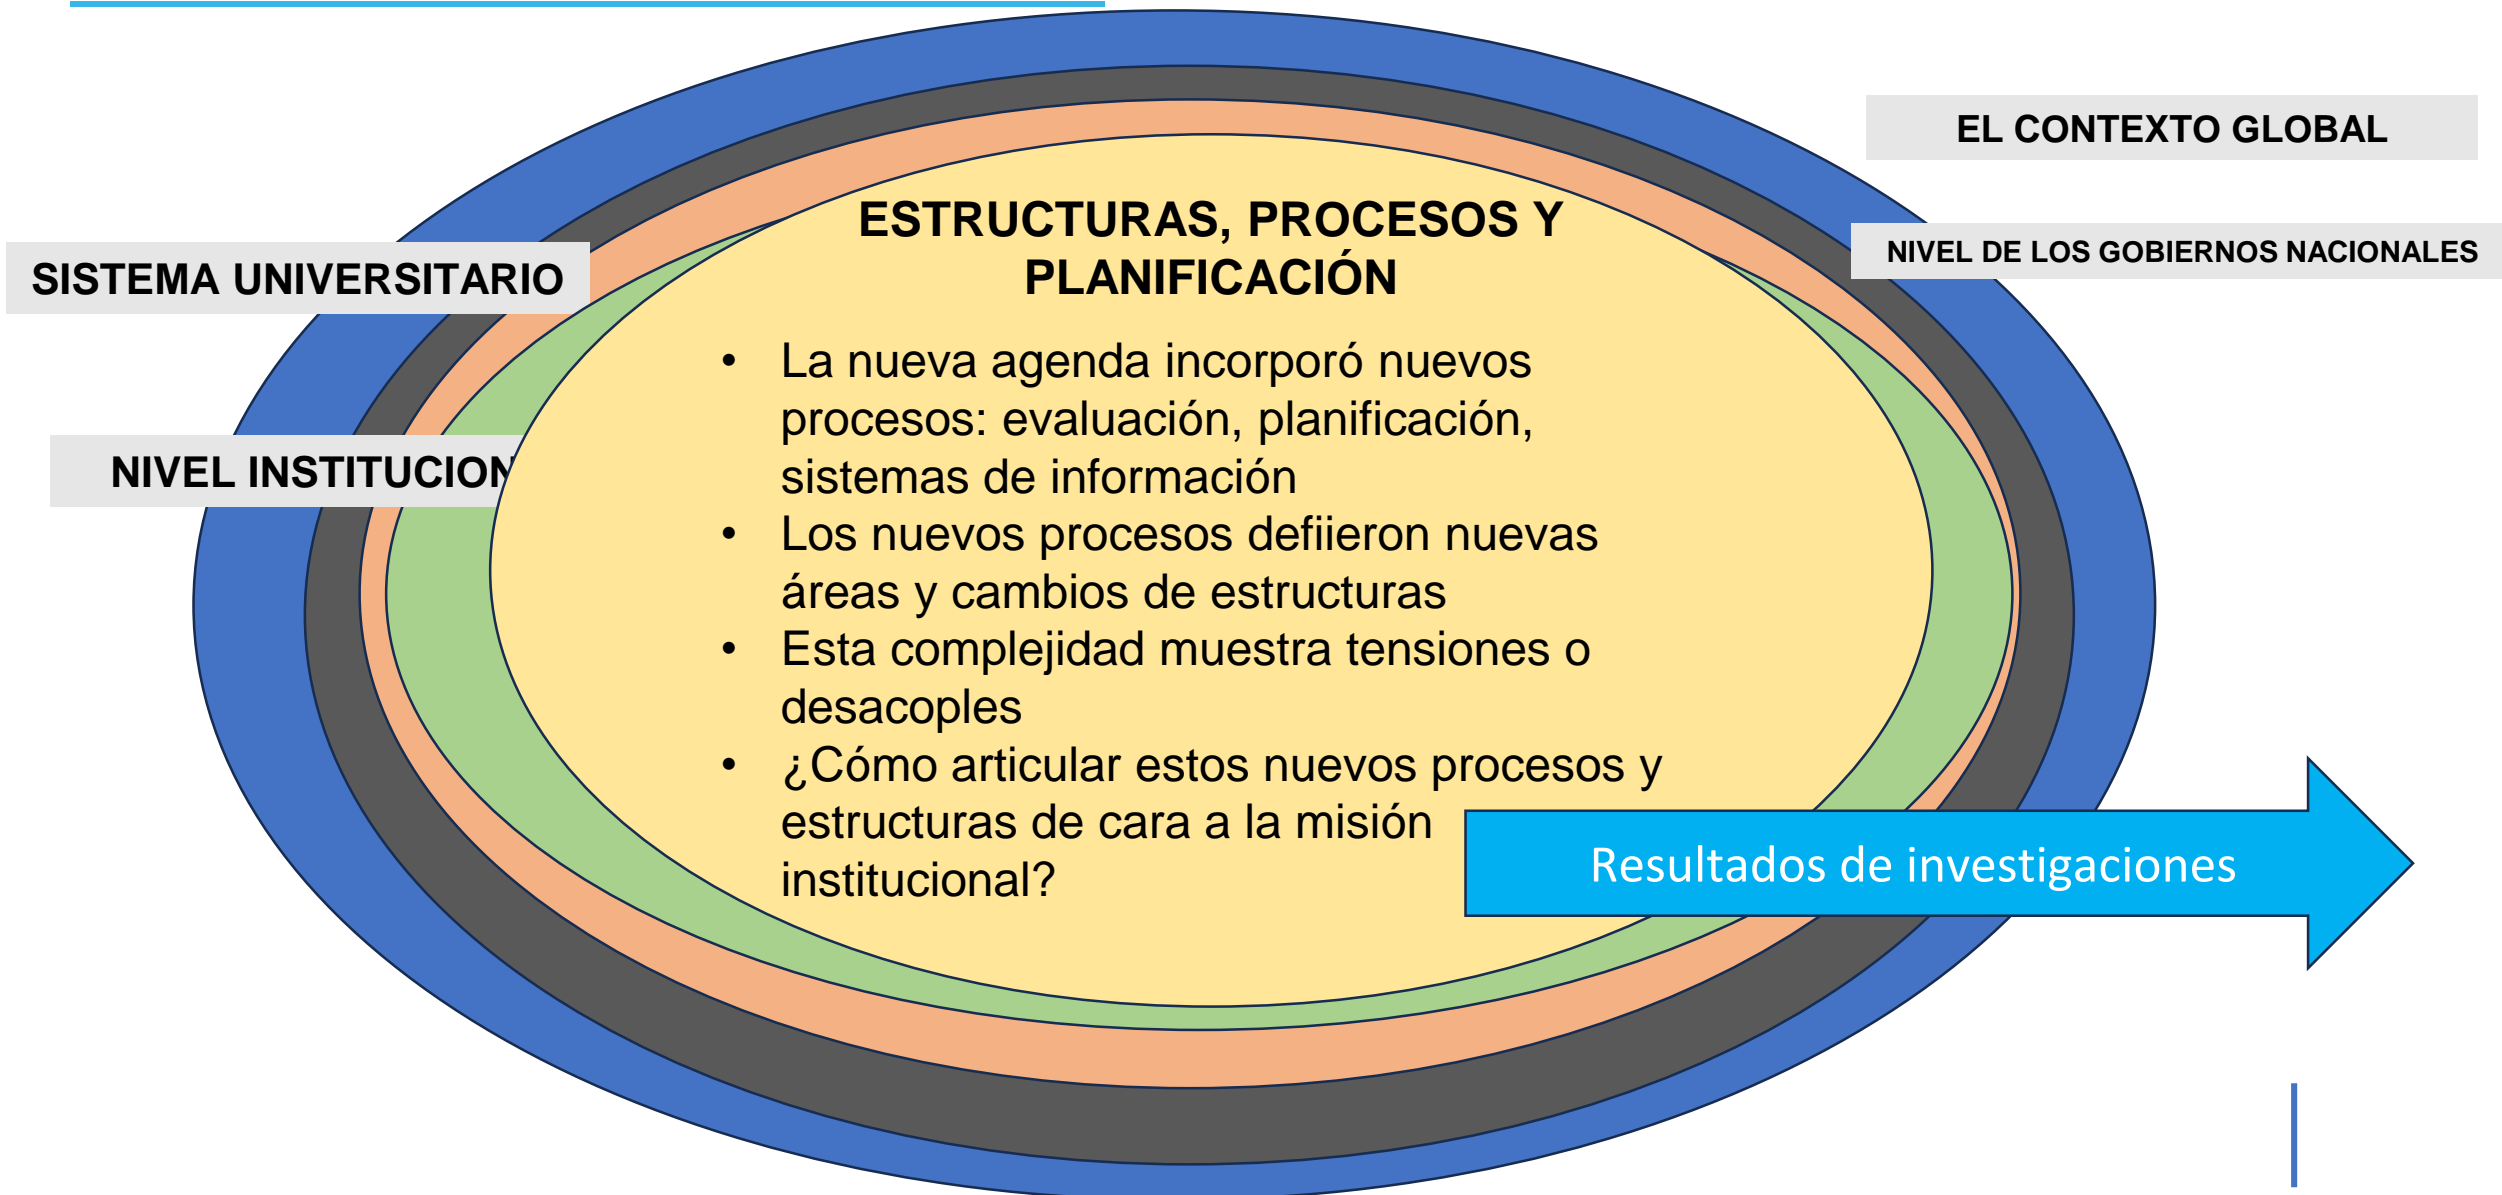 EL CONTEXTO GLOBAL
NIVEL DE LOS GOBIERNOS NACIONALES
SISTEMA UNIVERSITARIO
NIVEL INSTITUCION
ESTRUCTURAS, PROCESOS Y
PLANIFICACIÓN
• La nueva agenda incorporó nuevos
procesos: evaluación, planificación,
sistemas de información
• Los nuevos procesos defiieron nuevas
áreas y cambios de estructuras
• Esta complejidad muestra tensiones o
desacoples
• ¿Cómo articular estos nuevos procesos y
estructuras de cara a la misión
institucional?
Resultados de investigaciones